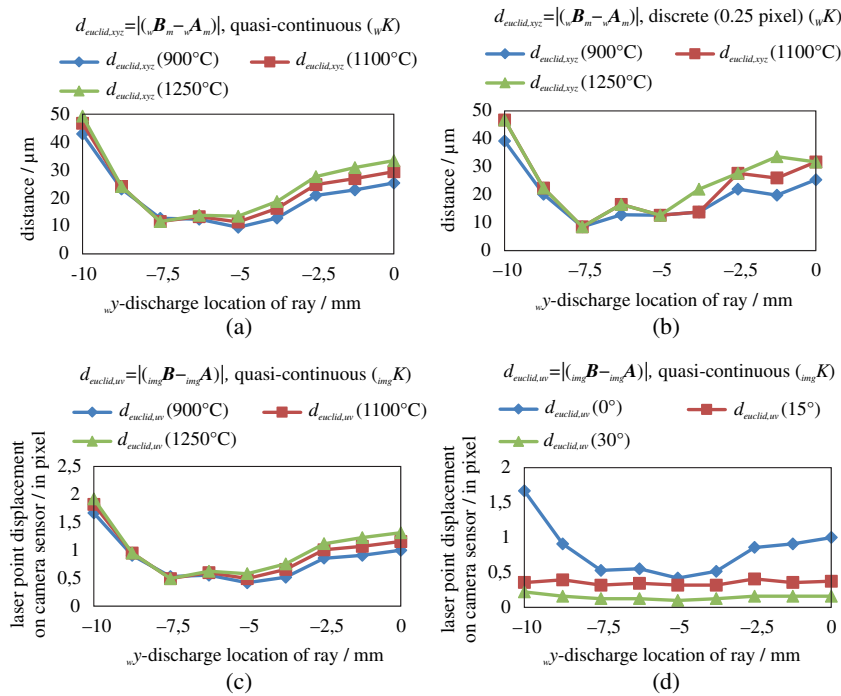 d_euclid,xyz=|(_wB_m−_wA_m)|, quasi-continuous (_WK)
d_euclid,xyz(900°C)
d_euclid,xyz(1100°C)
d_euclid,xyz(1250°C)
distance / µm
50
40
30
20
10
0
-10
−7,5
−5
−2,5
0
_wy-discharge location of ray / mm
(a)
d_euclid,xyz=|(_wB_m−_wA_m)|, discrete (0.25 pixel) (_WK)
d_euclid,xyz(900°C)
d_euclid,xyz(1100°C)
d_euclid,xyz(1250°C)
distance / µm
50
40
30
20
10
0
−10
−7,5
−5
−2,5
0
_wy-discharge location of ray / mm
(b)
d_euclid,uv=|(_imgB−_imgA)|, quasi-continuous (_imgK)
d_euclid,uv(900°C)
d_euclid,uv(1100°C)
d_euclid,uv(1250°C)
laser point displacement
on camera sensor / in pixel
2,5
2
1,5
1
0,5
0
−10
−7,5
−5
−2,5
0
_wy-discharge location of ray / mm
(c)
d_euclid,uv=|(_imgB−_imgA)|, quasi-continuous (_imgK)
d_euclid,uv(0°)
d_euclid,uv(15°)
d_euclid,uv(30°)
laser point displacement
on camera sensor / in pixel
2
1,5
1
0,5
0
−10
−7,5
−5
−2,5
0
_wy-discharge location of ray / mm
(d)